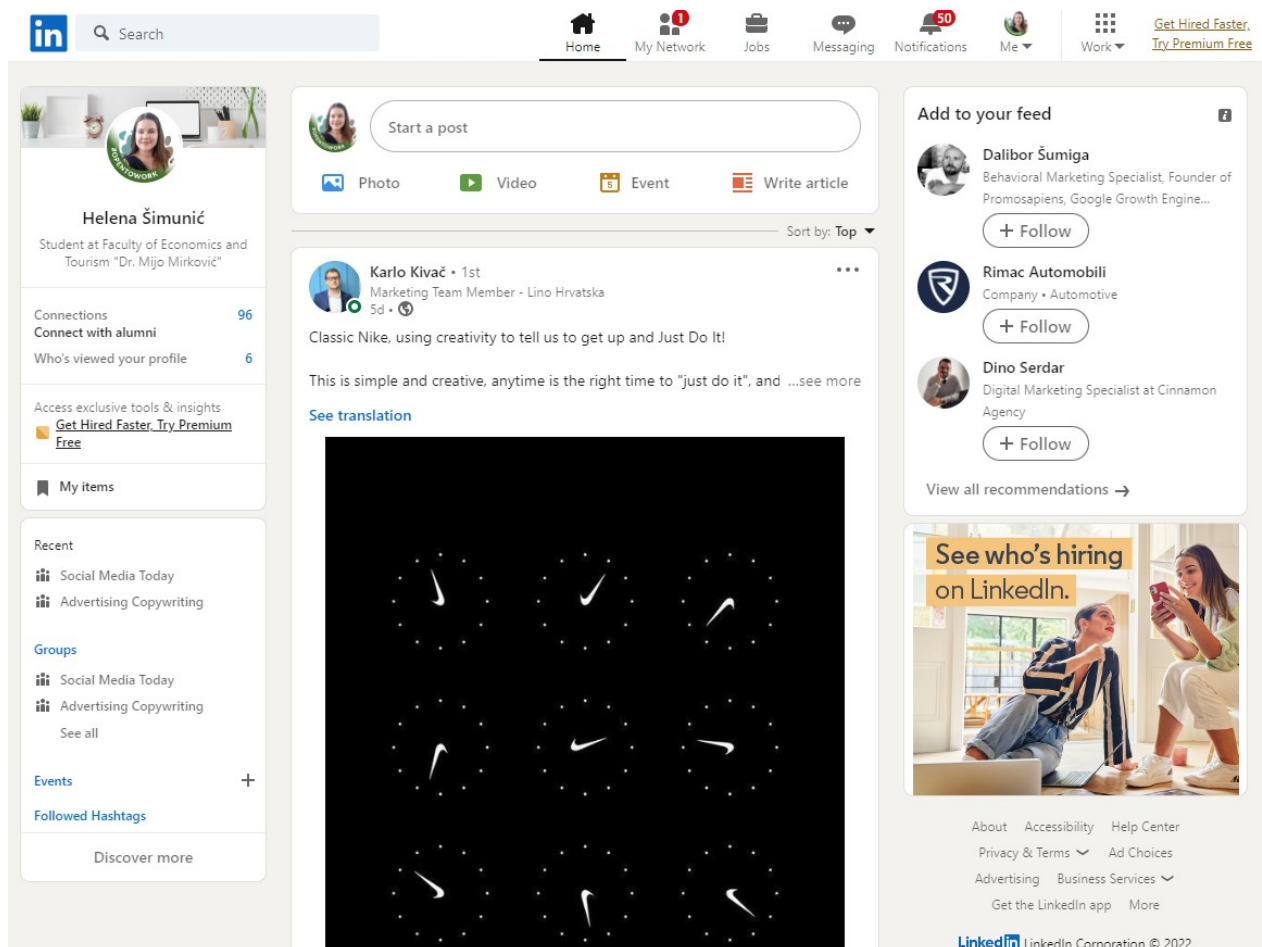 in
Search
Home
1
My Network
Jobs
Messaging
50
Notifications
Me
Work
Get Hired Faster,
Try Premium Free
#OPENTOWORK
Helena Šimunić
Student at Faculty of Economics and
Tourism "Dr. Mijo Mirković"
Connections 96
Connect with alumni
Who's viewed your profile 6
Access exclusive tools & insights
Get Hired Faster, Try Premium
Free
My items
Recent
Social Media Today
Advertising Copywriting
Groups
Social Media Today
Advertising Copywriting
See all
Events +
Followed Hashtags
Discover more
Start a post
Photo
Video
Event
Write article
Sort by: Top
Karlo Kivač • 1st
Marketing Team Member - Lino Hrvatska
5d •
Classic Nike, using creativity to tell us to get up and Just Do It!
This is simple and creative, anytime is the right time to "just do it", and ...see more
See translation
Add to your feed
Dalibor Šumiga
Behavioral Marketing Specialist, Founder of
Promosapiens, Google Growth Engine...
+ Follow
Rimac Automobili
Company • Automotive
+ Follow
Dino Serdar
Digital Marketing Specialist at Cinnamon
Agency
+ Follow
View all recommendations →
See who's hiring
on LinkedIn.
About Accessibility Help Center
Privacy & Terms Ad Choices
Advertising Business Services
Get the LinkedIn app More
LinkedIn LinkedIn Corporation © 2022